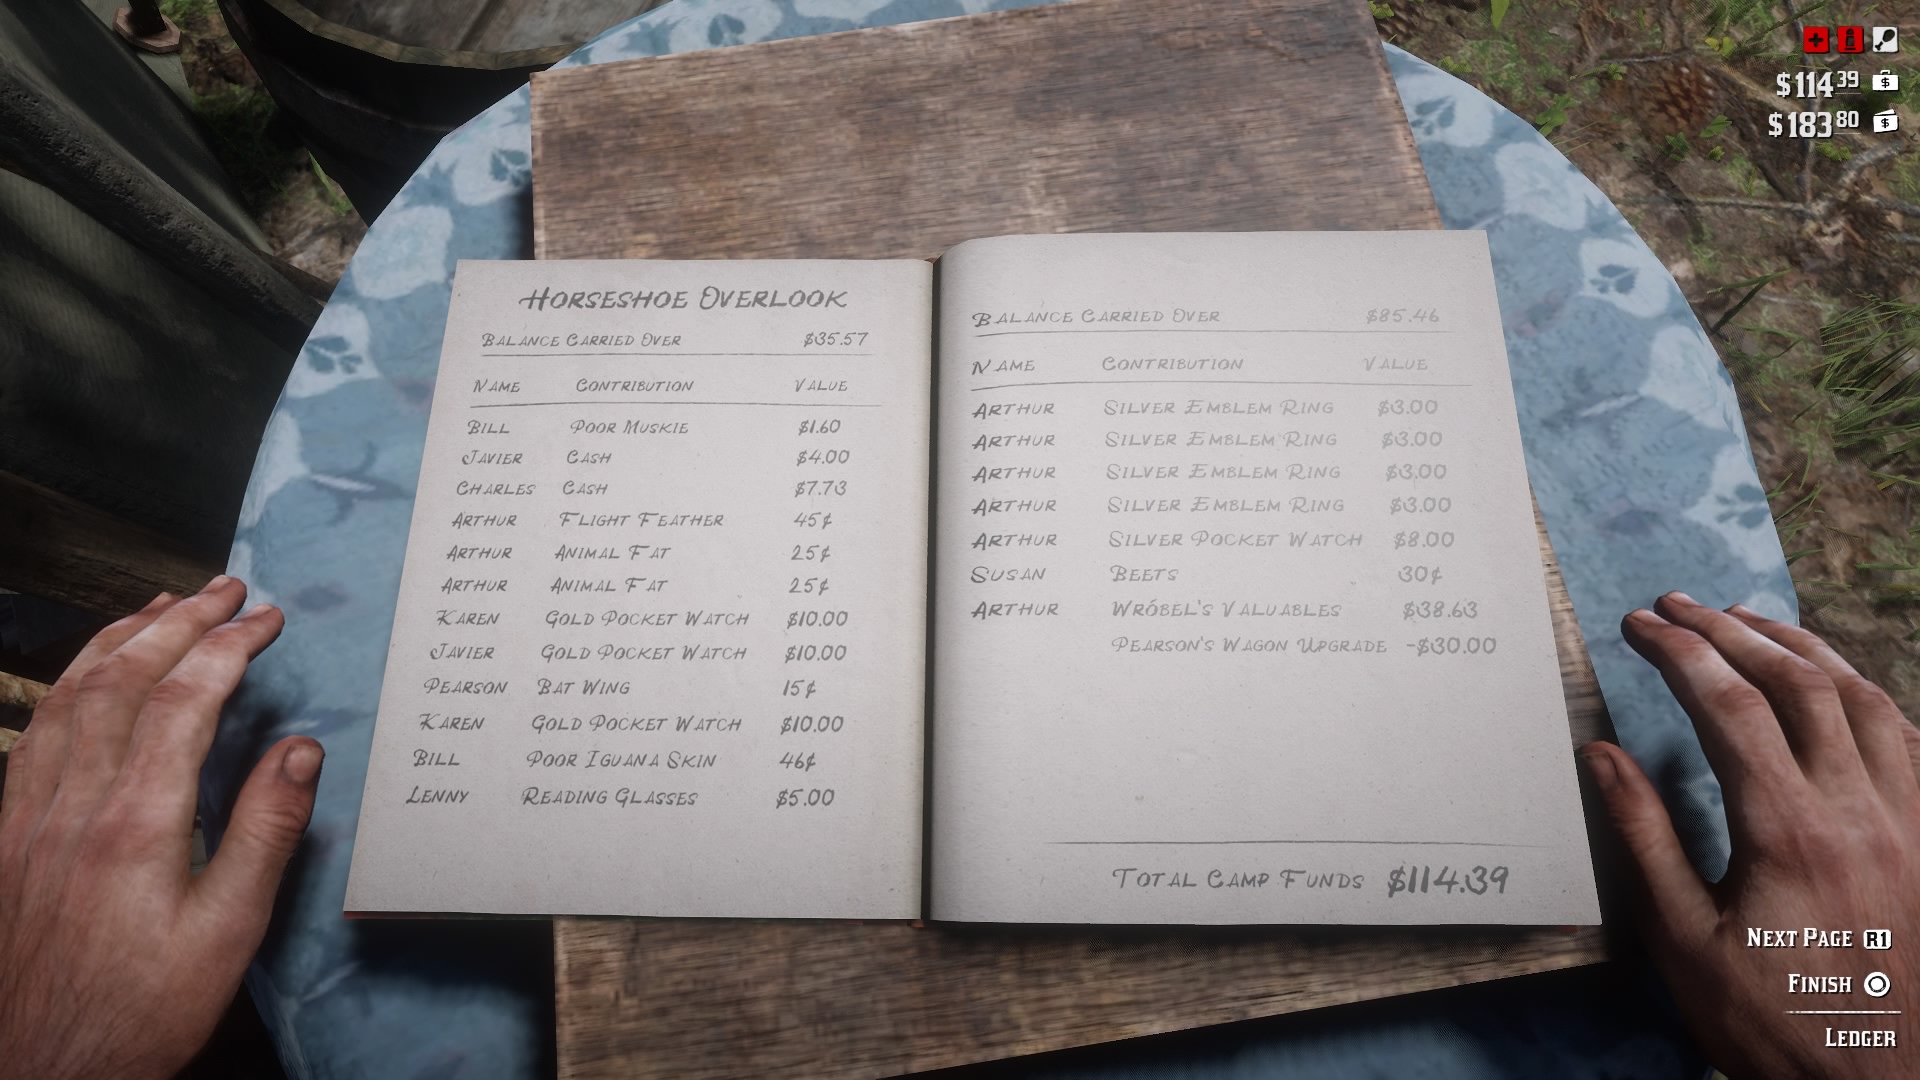 Horseshoe Overlook
Balance Carried Over $35.57
Name Contribution Value
Bill Poor Muskie $1.60
Javier Cash $4.00
Charles Cash $7.73
Arthur Flight Feather 45¢
Arthur Animal Fat 25¢
Arthur Animal Fat 25¢
Karen Gold Pocket Watch $10.00
Javier Gold Pocket Watch $10.00
Pearson Bat Wing 15¢
Karen Gold Pocket Watch $10.00
Bill Poor Iguana Skin 46¢
Lenny Reading Glasses $5.00
Balance Carried Over $85.46
Name Contribution Value
Arthur Silver Emblem Ring $3.00
Arthur Silver Emblem Ring $3.00
Arthur Silver Emblem Ring $3.00
Arthur Silver Emblem Ring $3.00
Arthur Silver Pocket Watch $8.00
Susan Beets 30¢
Arthur Wróbel's Valuables $38.63
Pearson's Wagon Upgrade -$30.00
Total Camp Funds $114.39
$114 39 $
$183 80 $
Next Page R1
Finish
Ledger